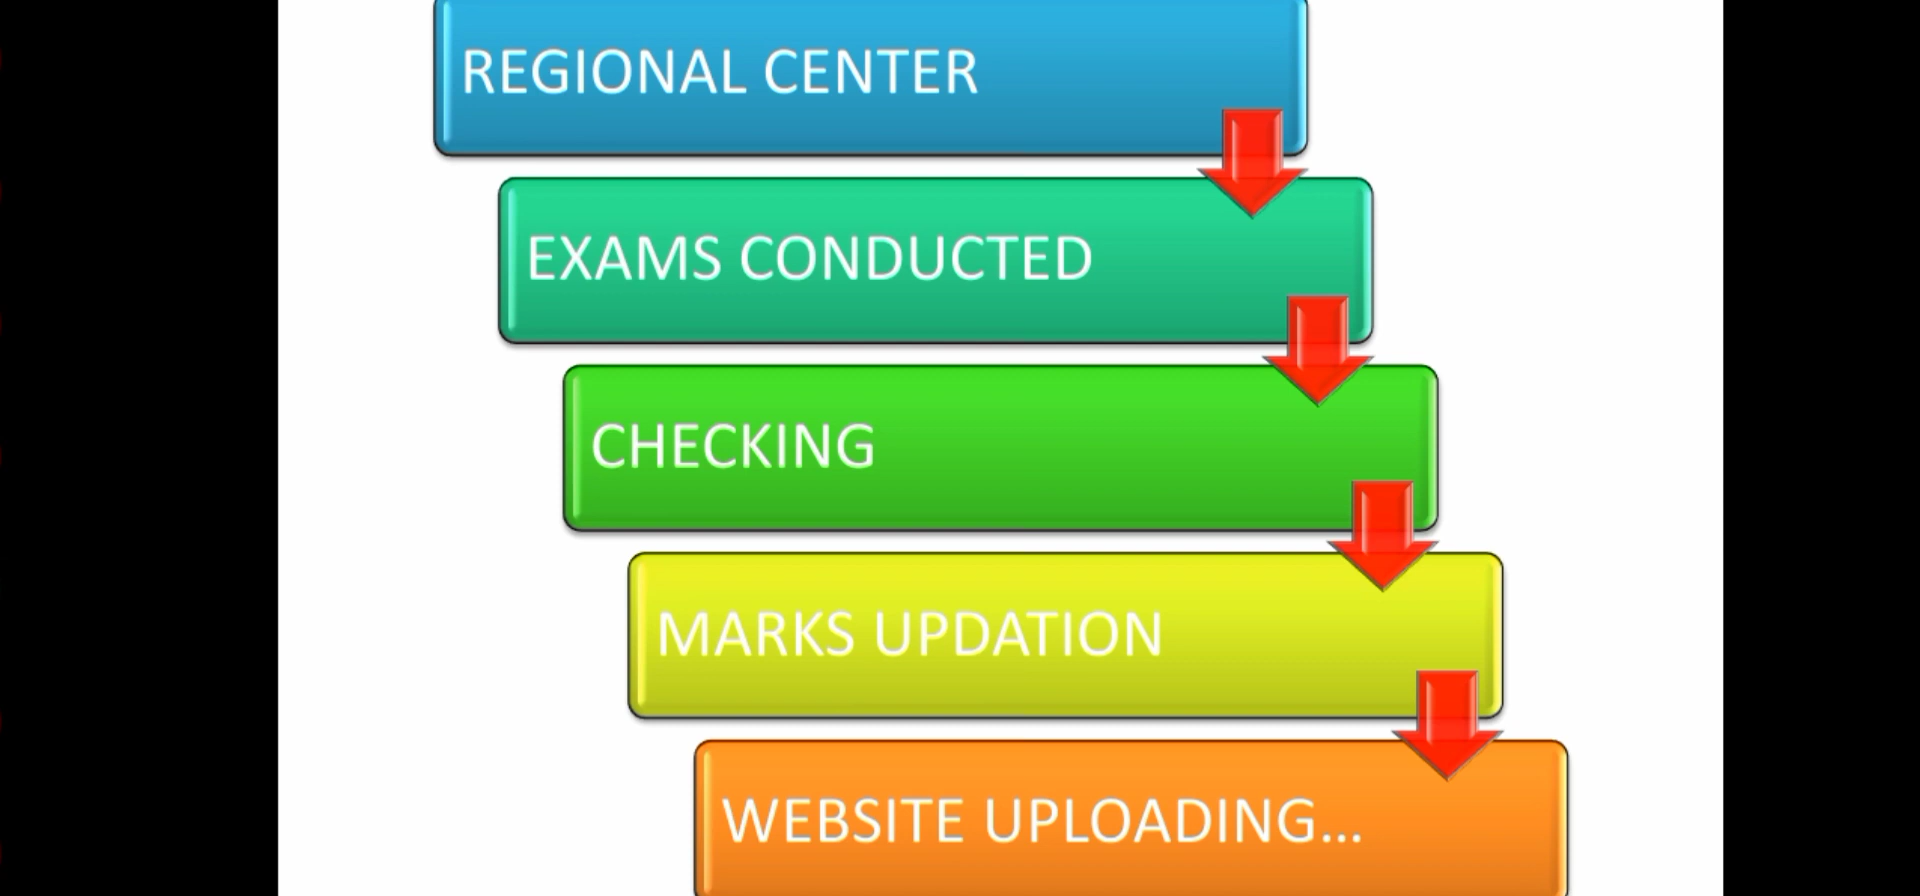 REGIONAL CENTER
EXAMS CONDUCTED
CHECKING
MARKS UPDATION
WEBSITE UPLOADING...